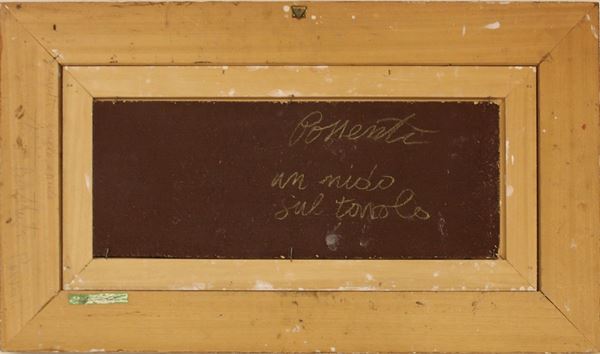 Possenti
un nido
sul tavolo